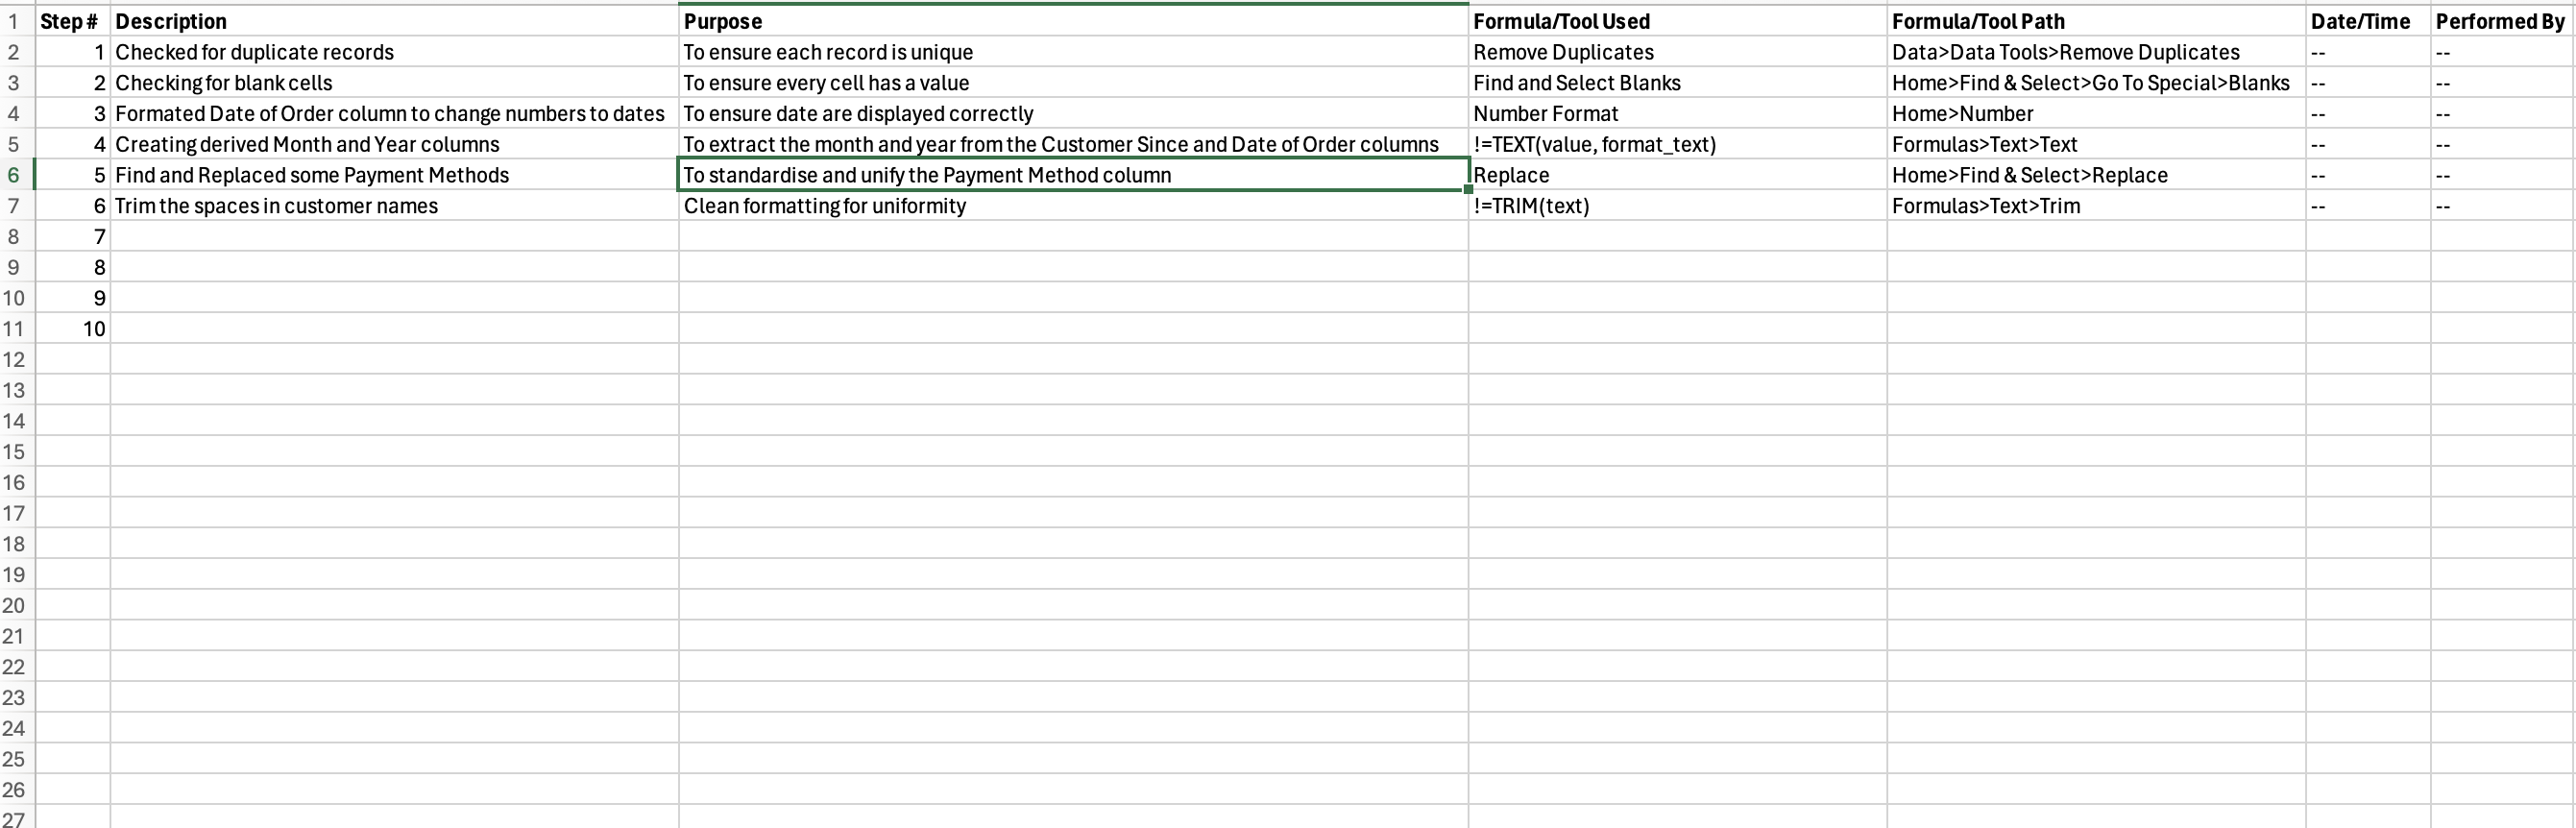 1 Step # Description Purpose Formula/Tool Used Formula/Tool Path Date/Time Performed By
2 1 Checked for duplicate records To ensure each record is unique Remove Duplicates Data>Data Tools>Remove Duplicates -- --
3 2 Checking for blank cells To ensure every cell has a value Find and Select Blanks Home>Find & Select>Go To Special>Blanks -- --
4 3 Formated Date of Order column to change numbers to dates To ensure date are displayed correctly Number Format Home>Number -- --
5 4 Creating derived Month and Year columns To extract the month and year from the Customer Since and Date of Order columns !=TEXT(value, format_text) Formulas>Text>Text -- --
6 5 Find and Replaced some Payment Methods To standardise and unify the Payment Method column Replace Home>Find & Select>Replace -- --
7 6 Trim the spaces in customer names Clean formatting for uniformity !=TRIM(text) Formulas>Text>Trim -- --
8 7
9 8
10 9
11 10
12
13
14
15
16
17
18
19
20
21
22
23
24
25
26
27